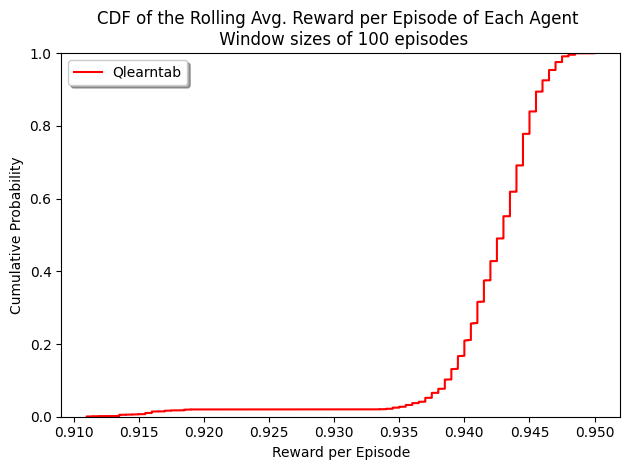 CDF of the Rolling Avg. Reward per Episode of Each Agent
Window sizes of 100 episodes
Qlearntab
Cumulative Probability
1.0
0.8
0.6
0.4
0.2
0.0
0.910 0.915 0.920 0.925 0.930 0.935 0.940 0.945 0.950
Reward per Episode